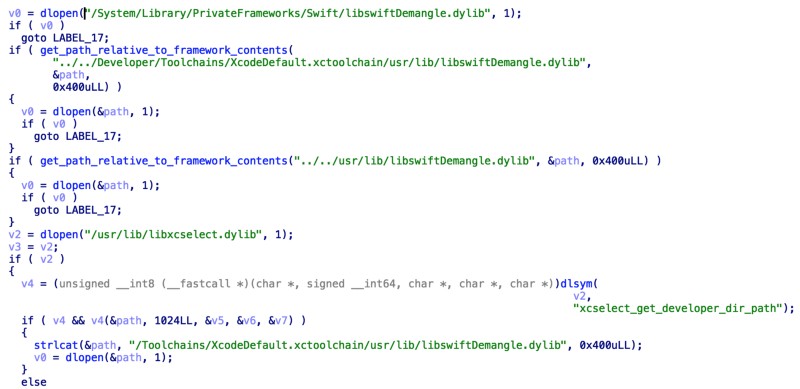 v0 = dlopen("/System/Library/PrivateFrameworks/Swift/libswiftDemangle.dylib", 1);
if ( v0 )
goto LABEL_17;
if ( get_path_relative_to_framework_contents(
"../../Developer/Toolchains/XcodeDefault.xctoolchain/usr/lib/libswiftDemangle.dylib",
&path,
0x400uLL) )
{
v0 = dlopen(&path, 1);
if ( v0 )
goto LABEL_17;
}
if ( get_path_relative_to_framework_contents("../../usr/lib/libswiftDemangle.dylib", &path, 0x400uLL) )
{
v0 = dlopen(&path, 1);
if ( v0 )
goto LABEL_17;
}
v2 = dlopen("/usr/lib/libxcselect.dylib", 1);
v3 = v2;
if ( v2 )
{
v4 = (unsigned __int8 (__fastcall *)(char *, signed __int64, char *, char *, char *))dlsym(
v2,
"xcselect_get_developer_dir_path");
if ( v4 && v4(&path, 1024LL, &v5, &v6, &v7) )
{
strlcat(&path, "/Toolchains/XcodeDefault.xctoolchain/usr/lib/libswiftDemangle.dylib", 0x400uLL);
v0 = dlopen(&path, 1);
}
else